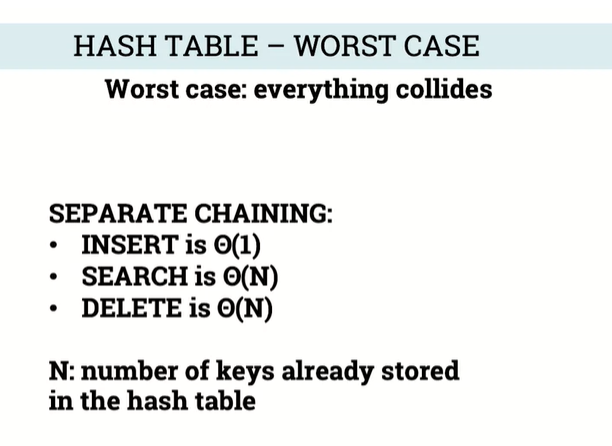 HASH TABLE – WORST CASE
Worst case: everything collides
SEPARATE CHAINING:
• INSERT is Θ(1)
• SEARCH is Θ(N)
• DELETE is Θ(N)
N: number of keys already stored
in the hash table